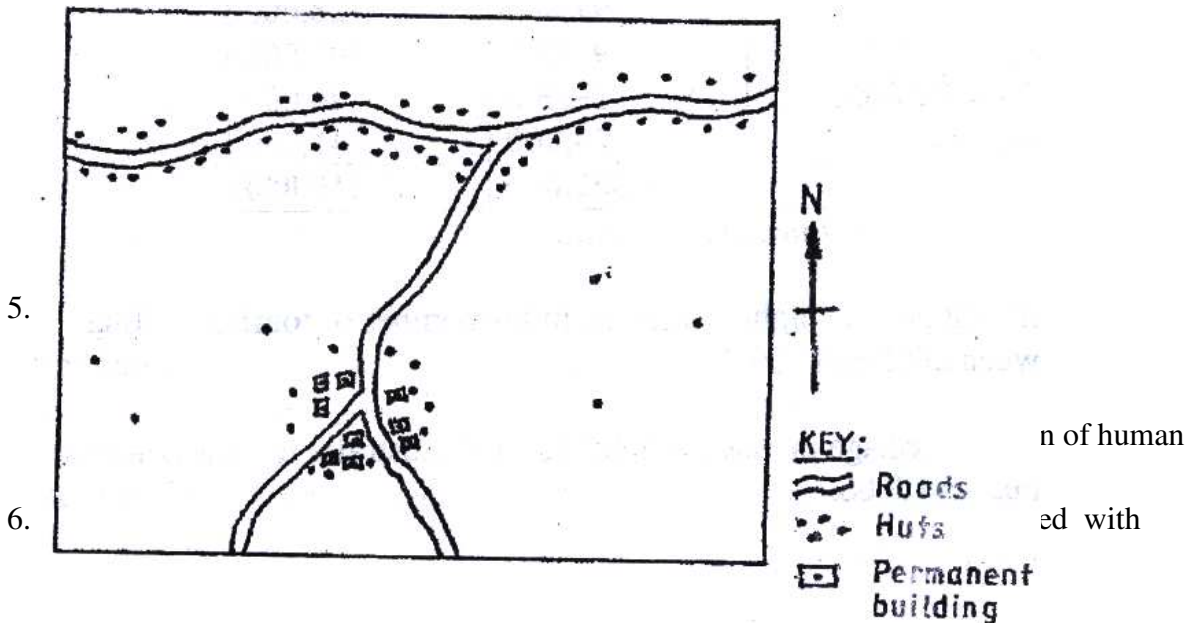 N
5.
KEY:
n of human
Roads
6.
Huts
ed with
Permanent
building